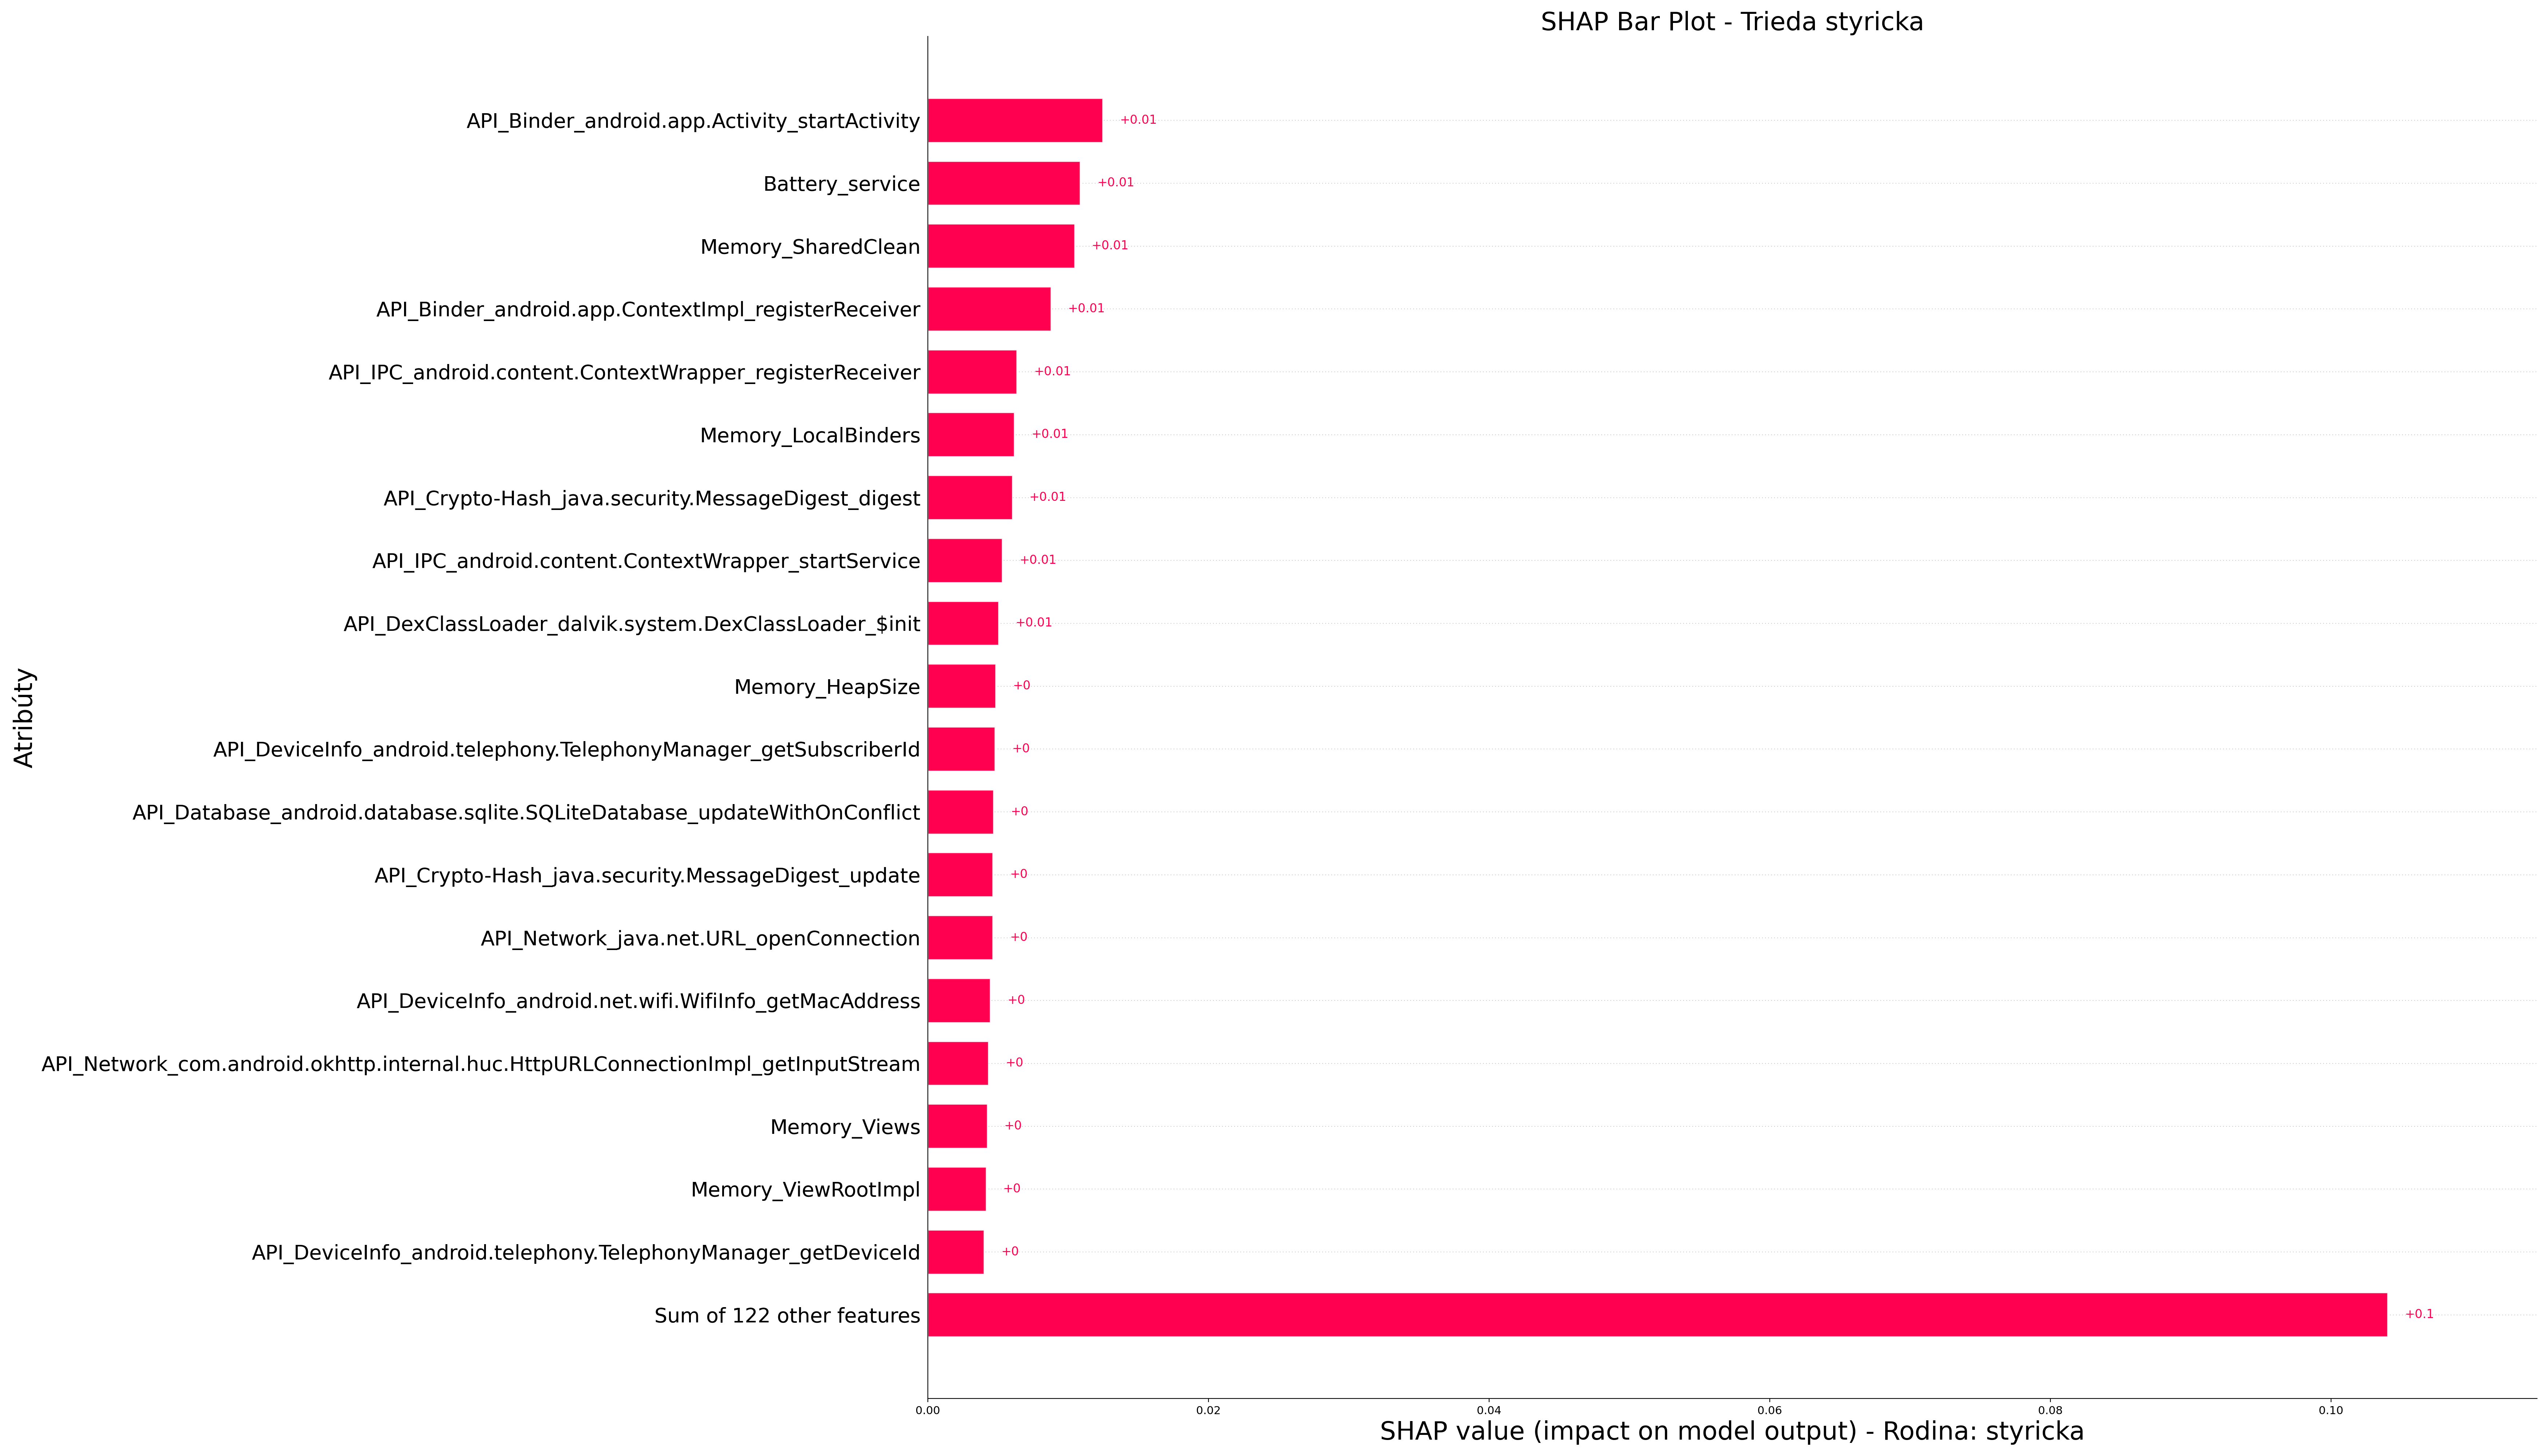 SHAP Bar Plot - Trieda styricka
Atribúty
API_Binder_android.app.Activity_startActivity +0.01
Battery_service +0.01
Memory_SharedClean +0.01
API_Binder_android.app.ContextImpl_registerReceiver +0.01
API_IPC_android.content.ContextWrapper_registerReceiver +0.01
Memory_LocalBinders +0.01
API_Crypto-Hash_java.security.MessageDigest_digest +0.01
API_IPC_android.content.ContextWrapper_startService +0.01
API_DexClassLoader_dalvik.system.DexClassLoader_$init +0.01
Memory_HeapSize +0
API_DeviceInfo_android.telephony.TelephonyManager_getSubscriberId +0
API_Database_android.database.sqlite.SQLiteDatabase_updateWithOnConflict +0
API_Crypto-Hash_java.security.MessageDigest_update +0
API_Network_java.net.URL_openConnection +0
API_DeviceInfo_android.net.wifi.WifiInfo_getMacAddress +0
API_Network_com.android.okhttp.internal.huc.HttpURLConnectionImpl_getInputStream +0
Memory_Views +0
Memory_ViewRootImpl +0
API_DeviceInfo_android.telephony.TelephonyManager_getDeviceId +0
Sum of 122 other features +0.1
0.00 0.02 0.04 0.06 0.08 0.10
SHAP value (impact on model output) - Rodina: styricka